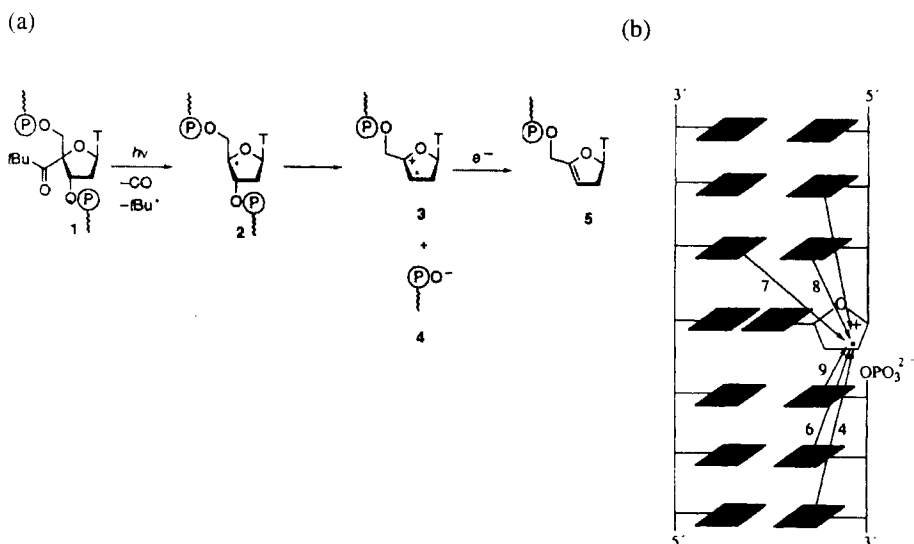 (a)
(b)
P O
O
T
tBu
O
O P
1
hν
–CO
–tBu•
P O
O
T
•
O P
2
P O
O
T
+
•
3
+
P O−
4
e−
P O
O
T
5
3'
5'
7
8
O
+
•
9
OPO₃²⁻
6
4
5'
3'